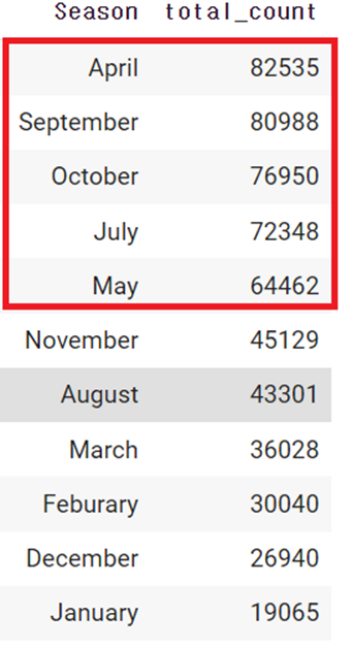 Season total_count
April 82535
September 80988
October 76950
July 72348
May 64462
November 45129
August 43301
March 36028
Feburary 30040
December 26940
January 19065